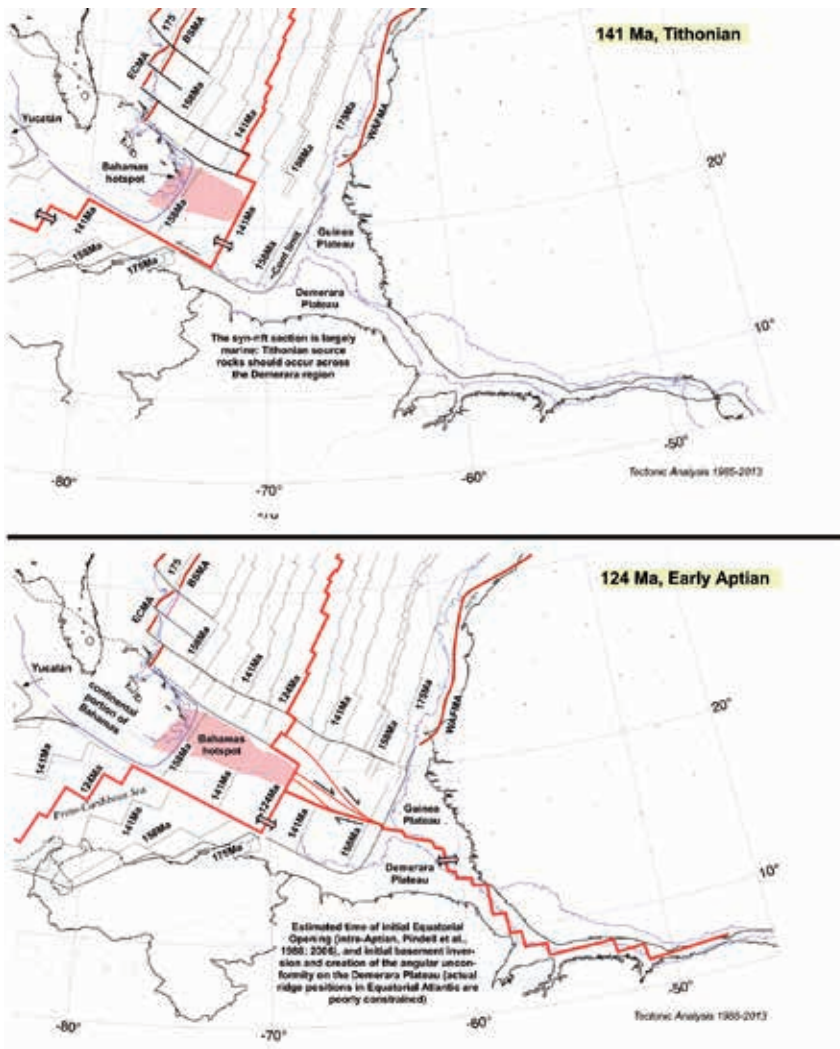 141 Ma, Tithonian
175
ECMA
BSMA
158Ma
141Ma
158Ma
175Ma
WAFMA
Yucatán
Bahamas
hotspot
158Ma
141Ma
141Ma
158Ma
175Ma
158Ma
Guinea
Plateau
Demerara
Plateau
20°
10°
The syn-rift section is largely
marine: Tithonian source
rocks should occur across
the Demerara region
-80°
-70°
-60°
-50°
Tectonic Analysis 1985-2013
124 Ma, Early Aptian
175
ECMA
BSMA
158Ma
141Ma
124Ma
141Ma
158Ma
175Ma
WAFMA
Yucatán
continental
portion of
Bahamas
Bahamas
hotspot
158Ma
141Ma
124Ma
141Ma
158Ma
141Ma
124Ma
Proto-Caribbean Sea
141Ma
158Ma
175Ma
Guinea
Plateau
Demerara
Plateau
20°
10°
Estimated time of initial Equatorial
Opening (intra-Aptian, Pindell et al.,
1988; 2006), and initial basement inver-
sion and creation of the angular uncon-
formity on the Demerara Plateau (actual
ridge positions in Equatorial Atlantic are
poorly constrained)
-80°
-70°
-60°
-50°
Tectonic Analysis 1985-2013